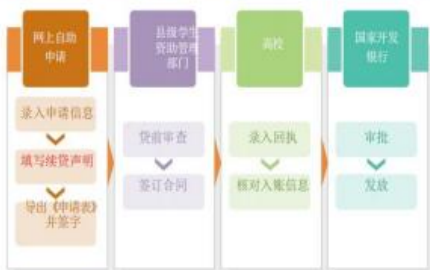 网上自助
申请
录入申请信息
填写续贷声明
导出《申请表》
并签字
县级学生
资助管理
部门
贷前审查
签订合同
高校
录入回执
核对入账信息
国家开发
银行
审批
发放